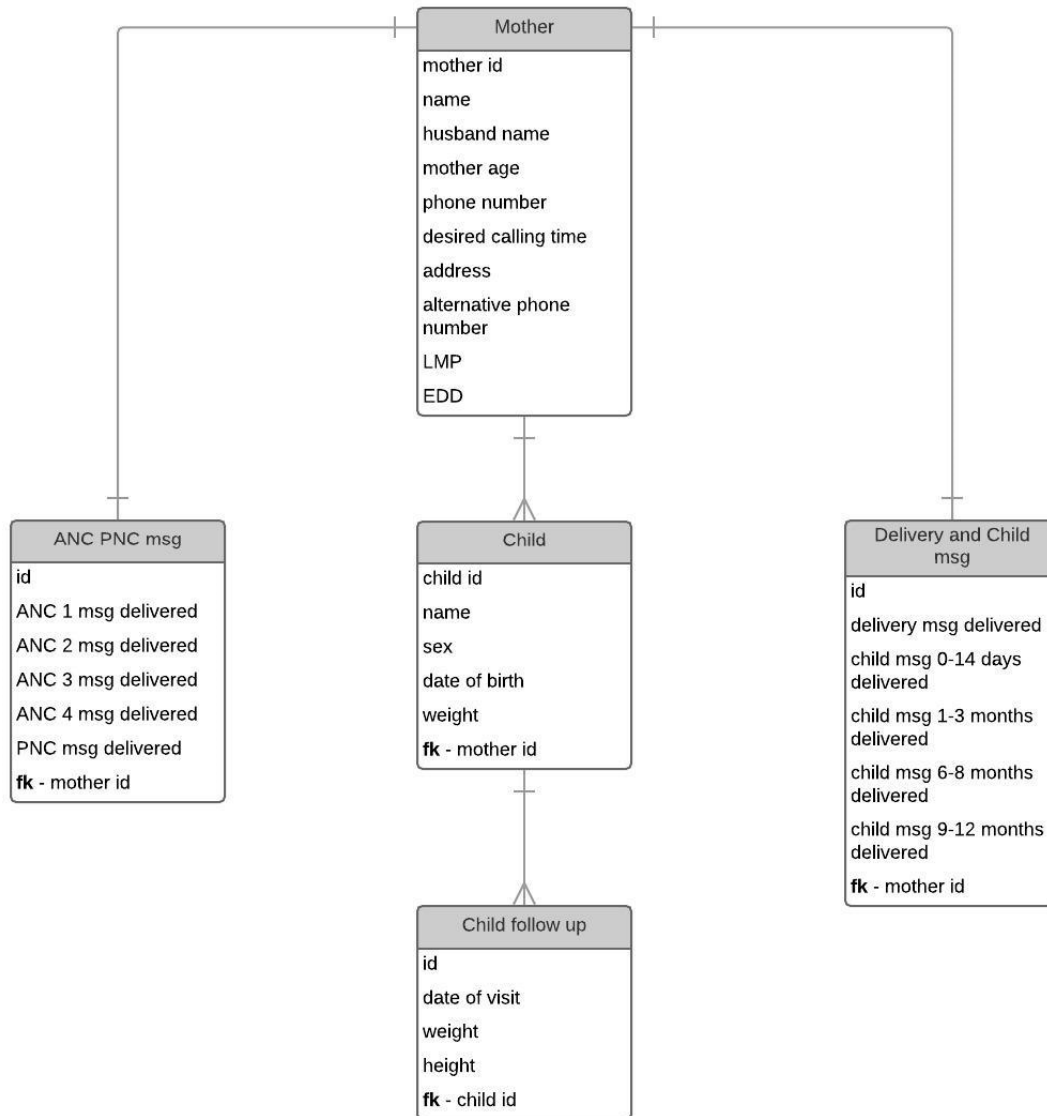 Mother
mother id
name
husband name
mother age
phone number
desired calling time
address
alternative phone
number
LMP
EDD
ANC PNC msg
id
ANC 1 msg delivered
ANC 2 msg delivered
ANC 3 msg delivered
ANC 4 msg delivered
PNC msg delivered
fk - mother id
Child
child id
name
sex
date of birth
weight
fk - mother id
Delivery and Child
msg
id
delivery msg delivered
child msg 0-14 days
delivered
child msg 1-3 months
delivered
child msg 6-8 months
delivered
child msg 9-12 months
delivered
fk - mother id
Child follow up
id
date of visit
weight
height
fk - child id